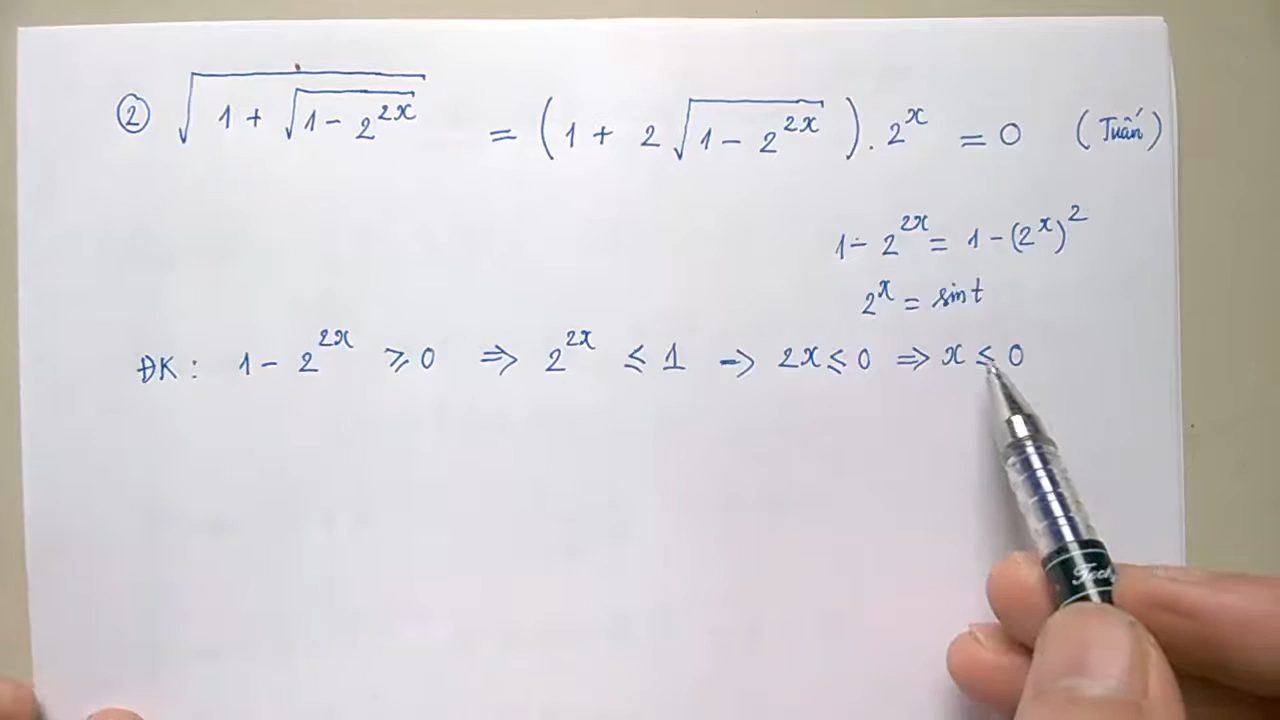 ② √(1 + √(1 - 2^{2x})) = (1 + 2√(1 - 2^{2x})) . 2^x = 0 (Tuấn)
1 - 2^{2x} = 1 - (2^x)^2
2^x = sin t
ĐK : 1 - 2^{2x} ⩾ 0 ⇒ 2^{2x} ⩽ 1 → 2x ⩽ 0 ⇒ x ⩽ 0